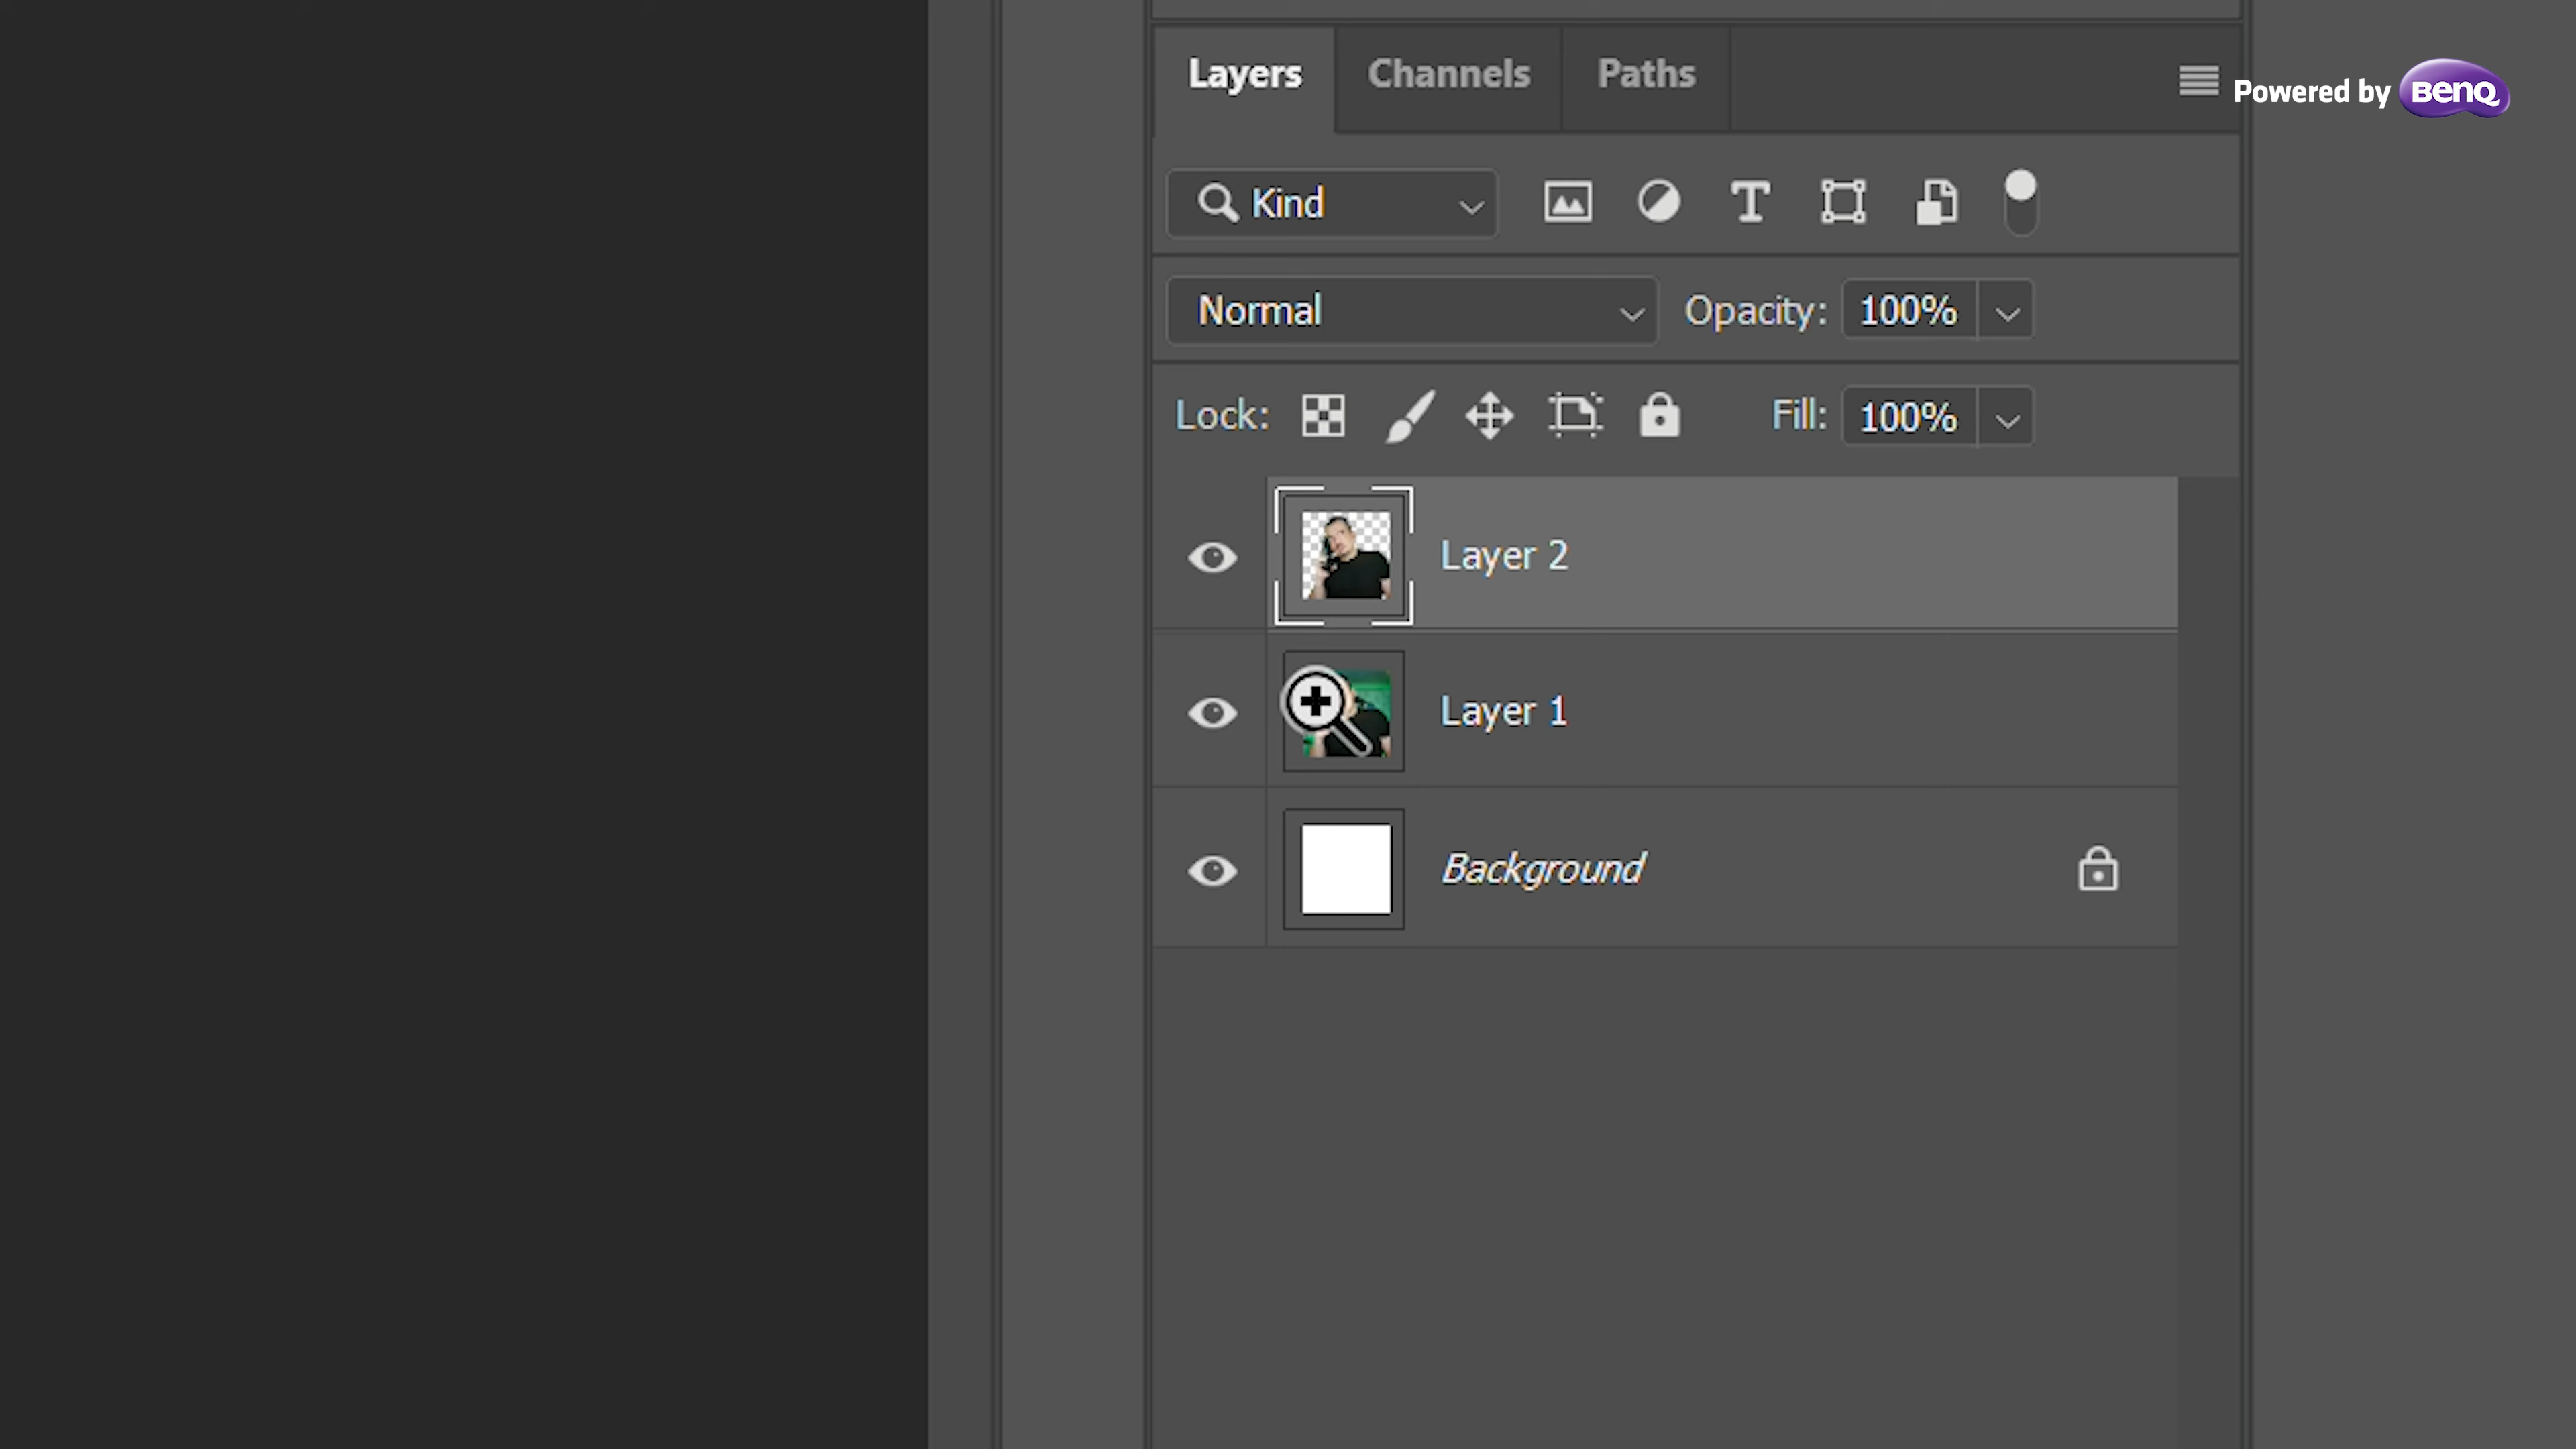 Layers Channels Paths
Powered by BenQ
Kind
Normal Opacity: 100%
Lock: Fill: 100%
Layer 2
Layer 1
Background